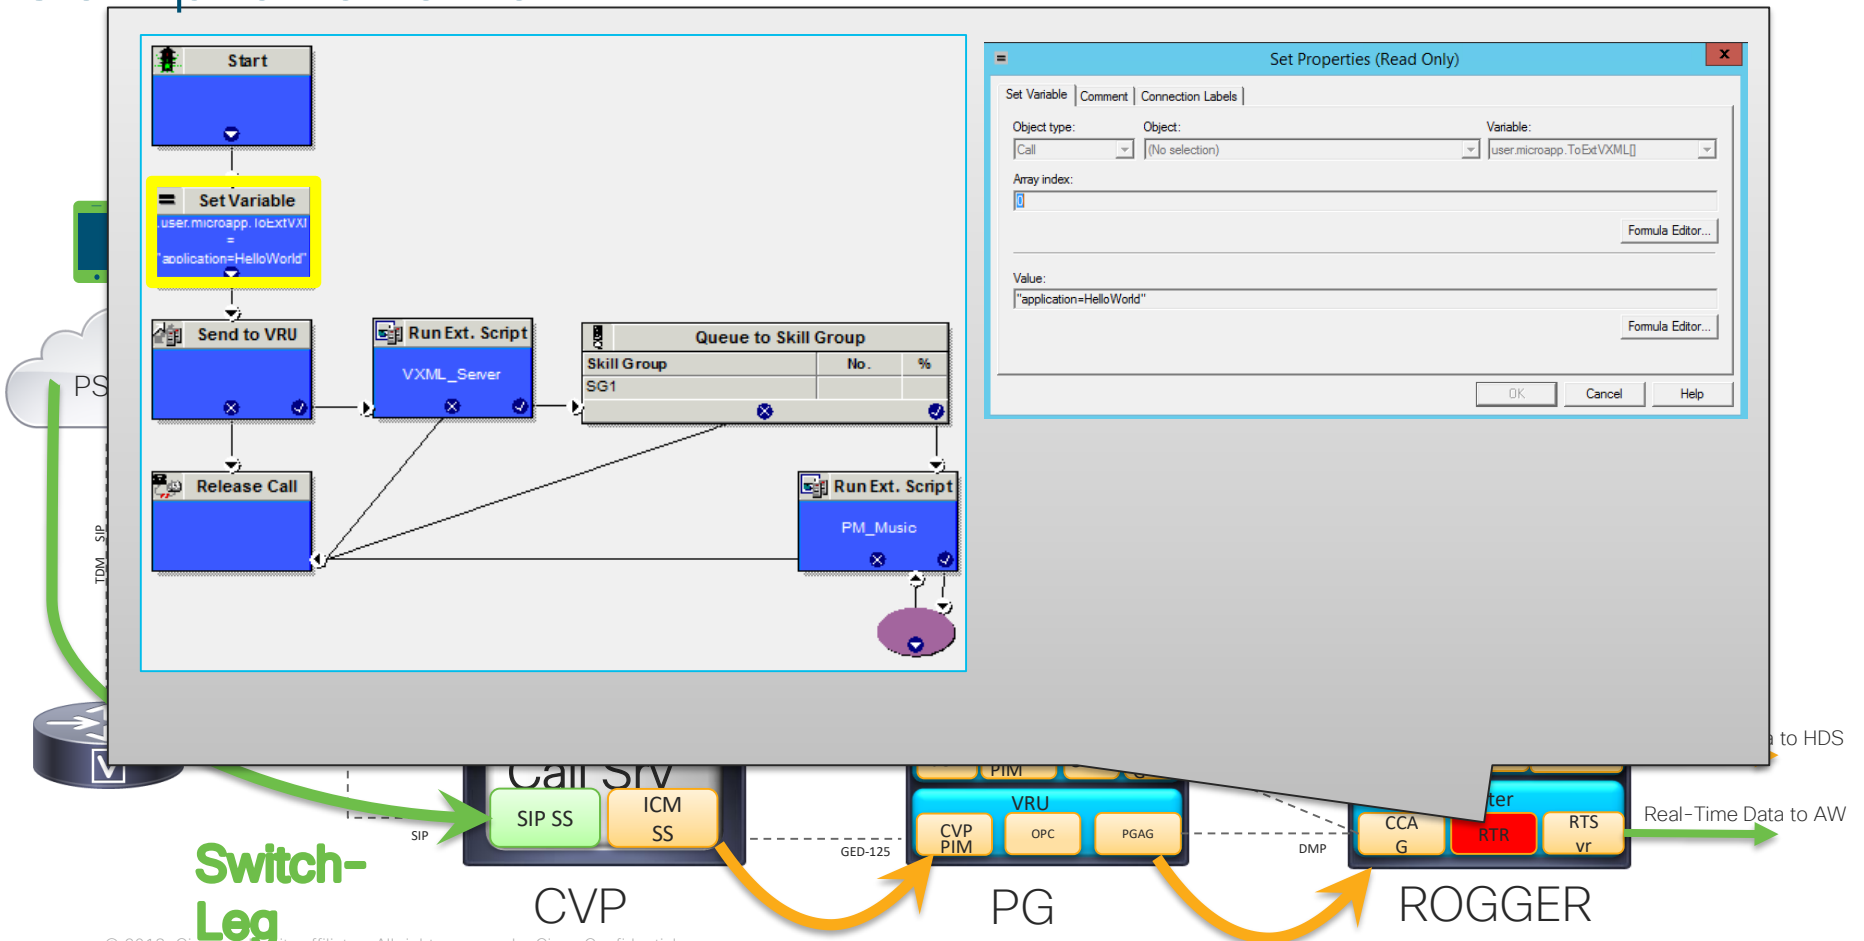 Start
Set Variable
.user.microapp.ToExtVXM
=
"application=HelloWorld"
Send to VRU
Run Ext. Script
VXML_Server
Queue to Skill Group
Skill Group No. %
SG1
Release Call
Run Ext. Script
PM_Music
Set Properties (Read Only)
x
Set Variable Comment Connection Labels
Object type: Object: Variable:
Call (No selection) user.microapp.ToExtVXML[]
Array index:
0
Formula Editor...
Value:
"application=HelloWorld"
Formula Editor...
OK Cancel Help
PS
TDM SIP
V
to HDS
Call Srv
SIP SS
ICM
SS
SIP
GED-125
PIM
VRU
CVP
PIM
OPC
PGAG
DMP
ter
CCA
G
RTR
RTS
vr
Real-Time Data to AW
Switch-
Leg
CVP
PG
ROGGER